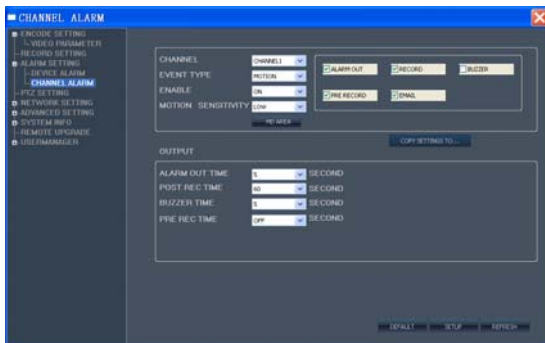 CHANNEL ALARM
ENCODE SETTING
VIDEO PARAMETER
RECORD SETTING
ALARM SETTING
DEVICE ALARM
CHANNEL ALARM
PTZ SETTING
NETWORK SETTING
ADVANCED SETTING
SYSTEM INFO
REMOTE UPGRADE
USERMANAGER
CHANNEL CHANNEL1
EVENT TYPE MOTION
ENABLE ON
MOTION SENSITIVITY LOW
MD AREA
ALARM OUT RECORD BUZZER
PRE RECORD EMAIL
COPY SETTINGS TO...
OUTPUT
ALARM OUT TIME 5 SECOND
POST REC TIME 60 SECOND
BUZZER TIME 5 SECOND
PRE REC TIME OFF SECOND
DEFAULT SETUP REFRESH